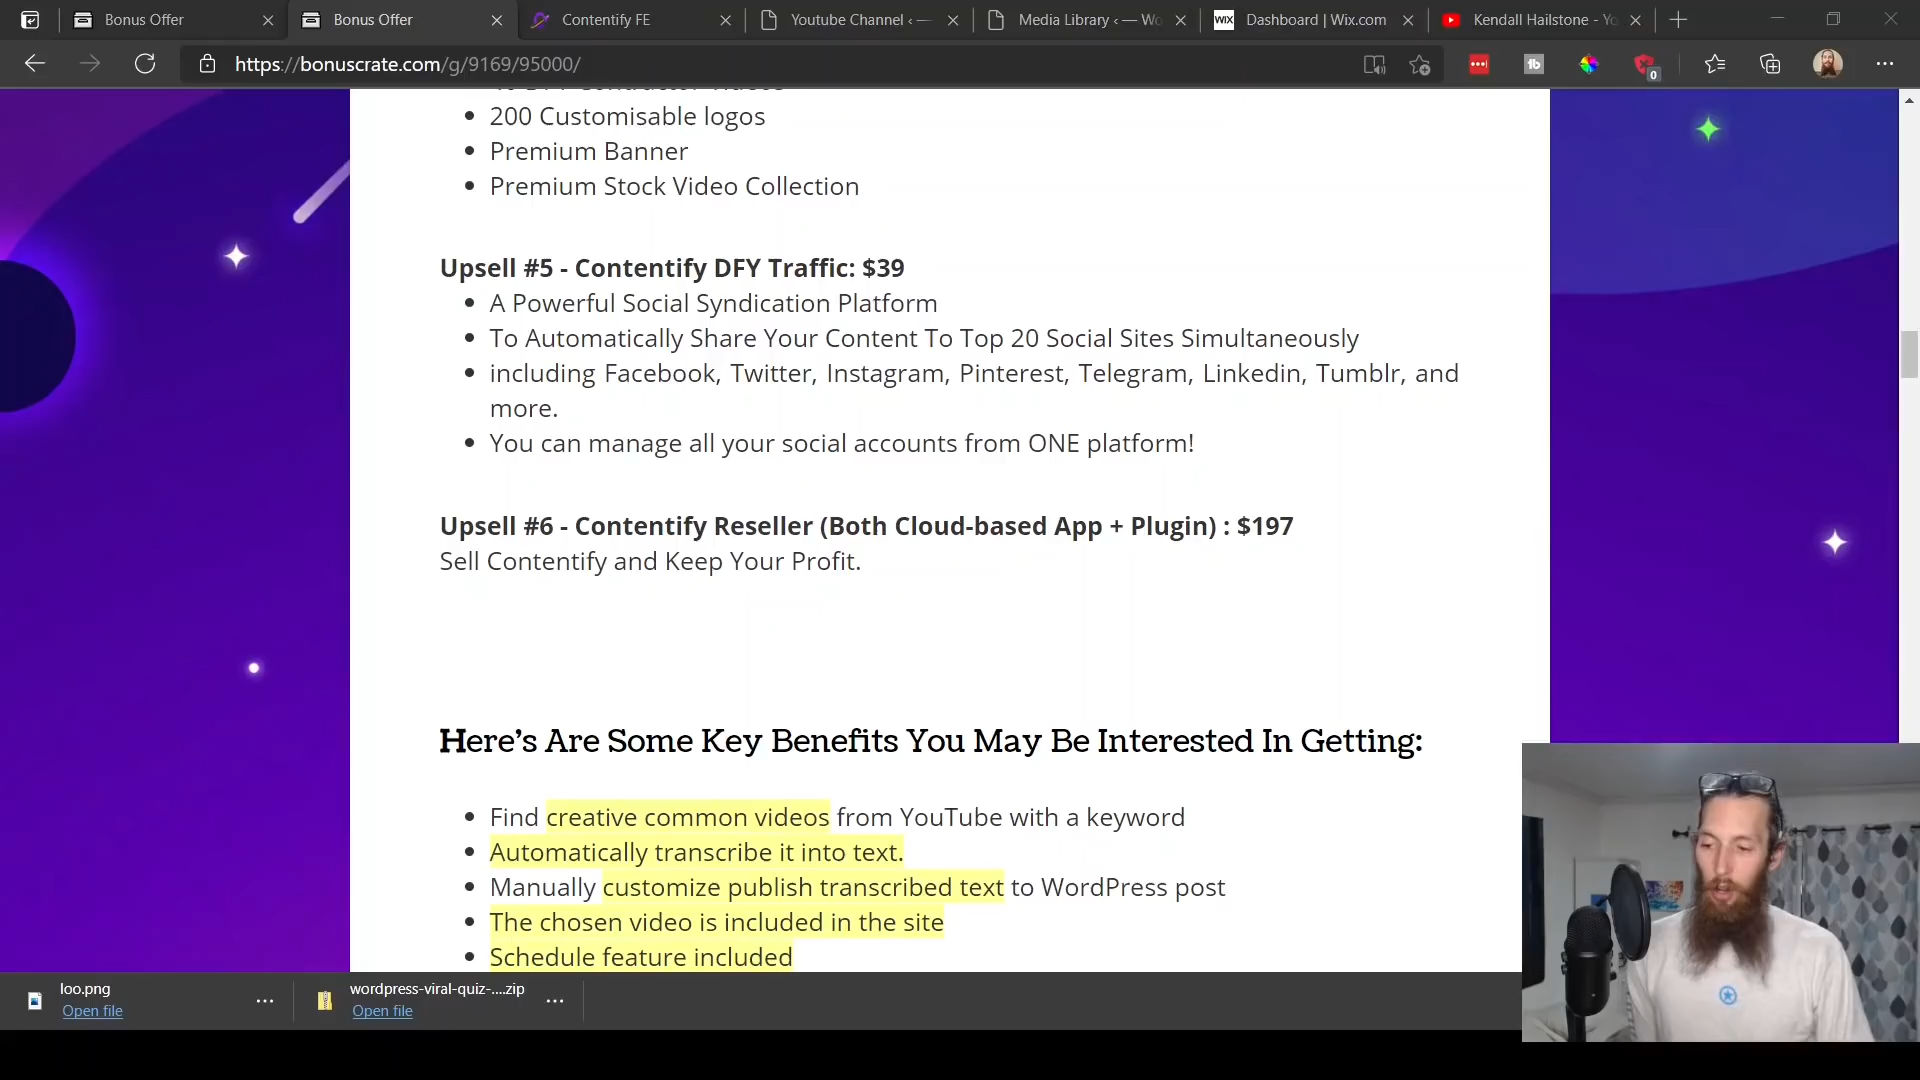 Bonus Offer
Bonus Offer
Contentify FE
Youtube Channel ‹ —
Media Library ‹ — Wo
WIX
Dashboard | Wix.com
Kendall Hailstone - Yo
https://bonuscrate.com/g/9169/95000/
tb
0
200 Customisable logos
Premium Banner
Premium Stock Video Collection
Upsell #5 - Contentify DFY Traffic: $39
A Powerful Social Syndication Platform
To Automatically Share Your Content To Top 20 Social Sites Simultaneously
including Facebook, Twitter, Instagram, Pinterest, Telegram, Linkedin, Tumblr, and
more.
You can manage all your social accounts from ONE platform!
Upsell #6 - Contentify Reseller (Both Cloud-based App + Plugin) : $197
Sell Contentify and Keep Your Profit.
Here's Are Some Key Benefits You May Be Interested In Getting:
Find creative common videos from YouTube with a keyword
Automatically transcribe it into text.
Manually customize publish transcribed text to WordPress post
The chosen video is included in the site
Schedule feature included
loo.png
Open file
wordpress-viral-quiz-....zip
Open file